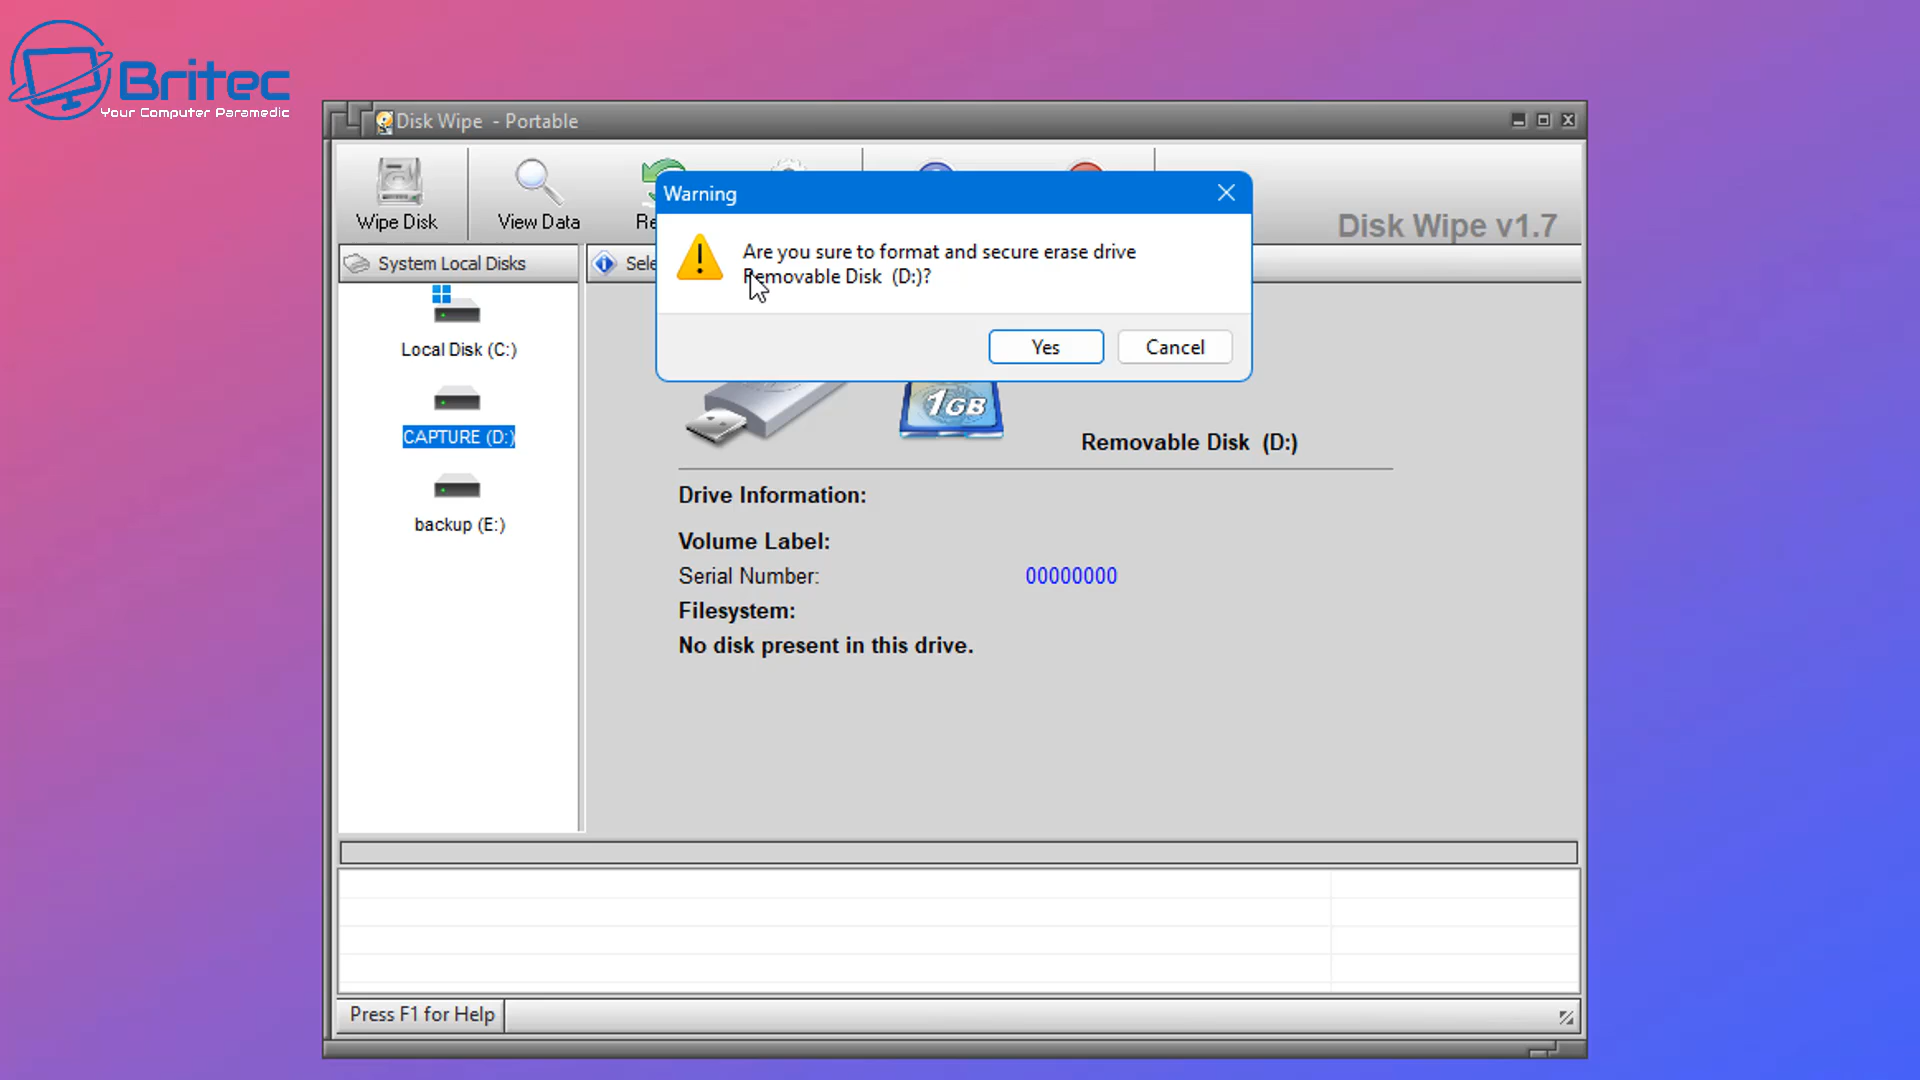 Britec
Your Computer Paramedic
Disk Wipe - Portable
Wipe Disk
View Data
Disk Wipe v1.7
Warning
Are you sure to format and secure erase drive
Removable Disk (D:)?
Yes
Cancel
System Local Disks
Local Disk (C:)
CAPTURE (D:)
backup (E:)
1GB
Removable Disk (D:)
Drive Information:
Volume Label:
Serial Number: 00000000
Filesystem:
No disk present in this drive.
Press F1 for Help